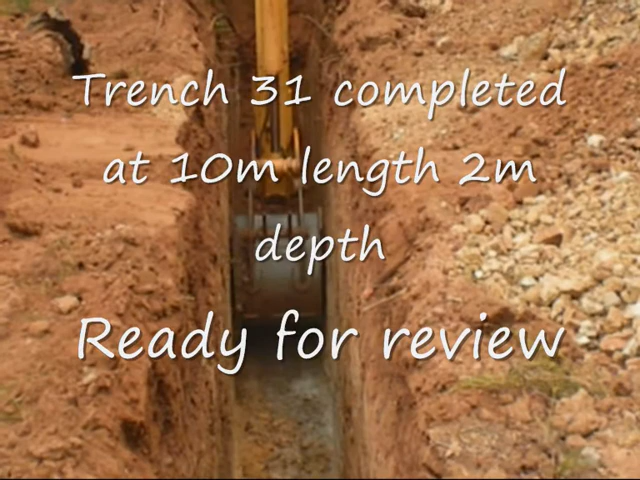 Trench 31 completed
at 10m length 2m
depth
Ready for review